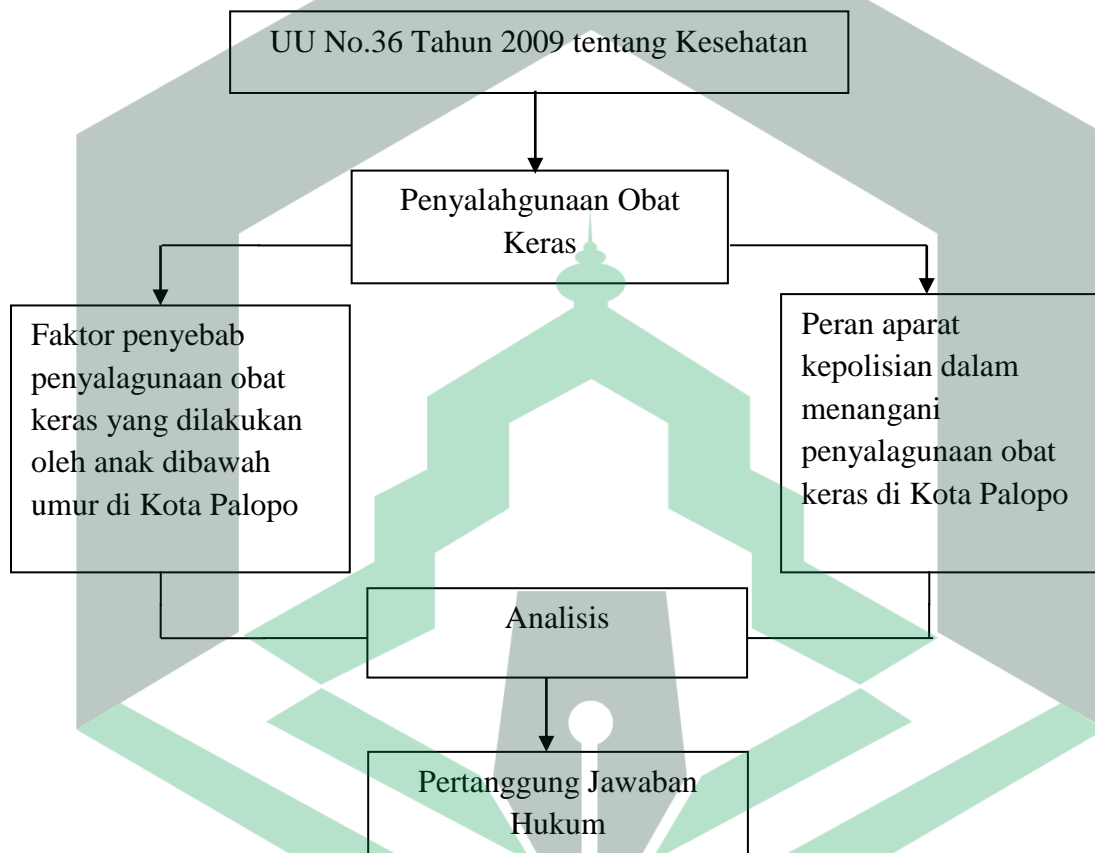 UU No.36 Tahun 2009 tentang Kesehatan
Penyalahgunaan Obat
Keras
Faktor penyebab
penyalagunaan obat
keras yang dilakukan
oleh anak dibawah
umur di Kota Palopo
Peran aparat
kepolisian dalam
menangani
penyalagunaan obat
keras di Kota Palopo
Analisis
Pertanggung Jawaban
Hukum